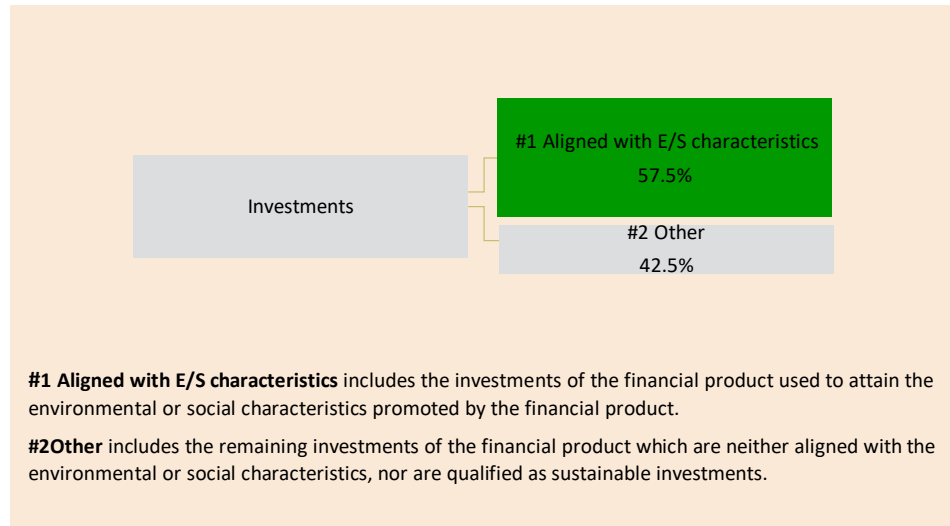 #1 Aligned with E/S characteristics
57.5%
Investments
#2 Other
42.5%
#1 Aligned with E/S characteristics includes the investments of the financial product used to attain the
environmental or social characteristics promoted by the financial product.
#2Other includes the remaining investments of the financial product which are neither aligned with the
environmental or social characteristics, nor are qualified as sustainable investments.